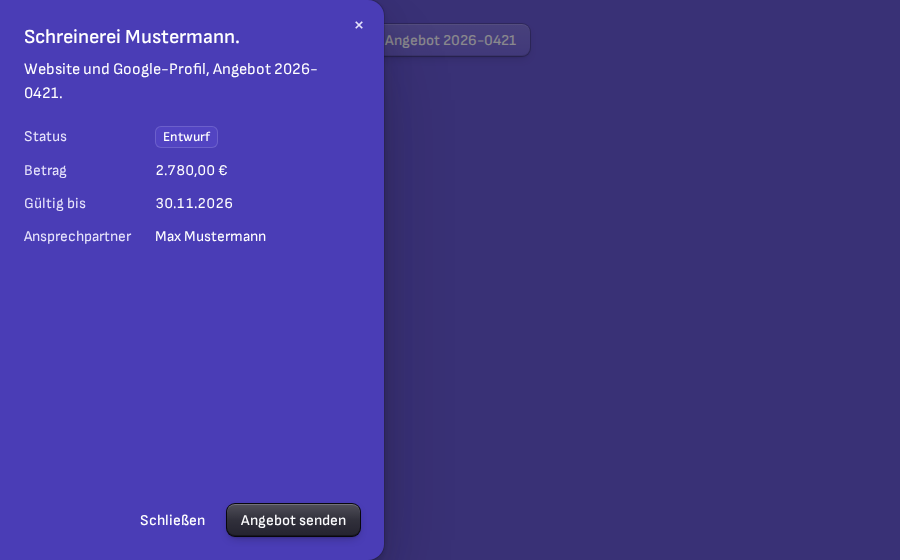 Schreinerei Mustermann.
×
Website und Google-Profil, Angebot 2026-
0421.
Status Entwurf
Betrag 2.780,00 €
Gültig bis 30.11.2026
Ansprechpartner Max Mustermann
Schließen Angebot senden
Angebot 2026-0421